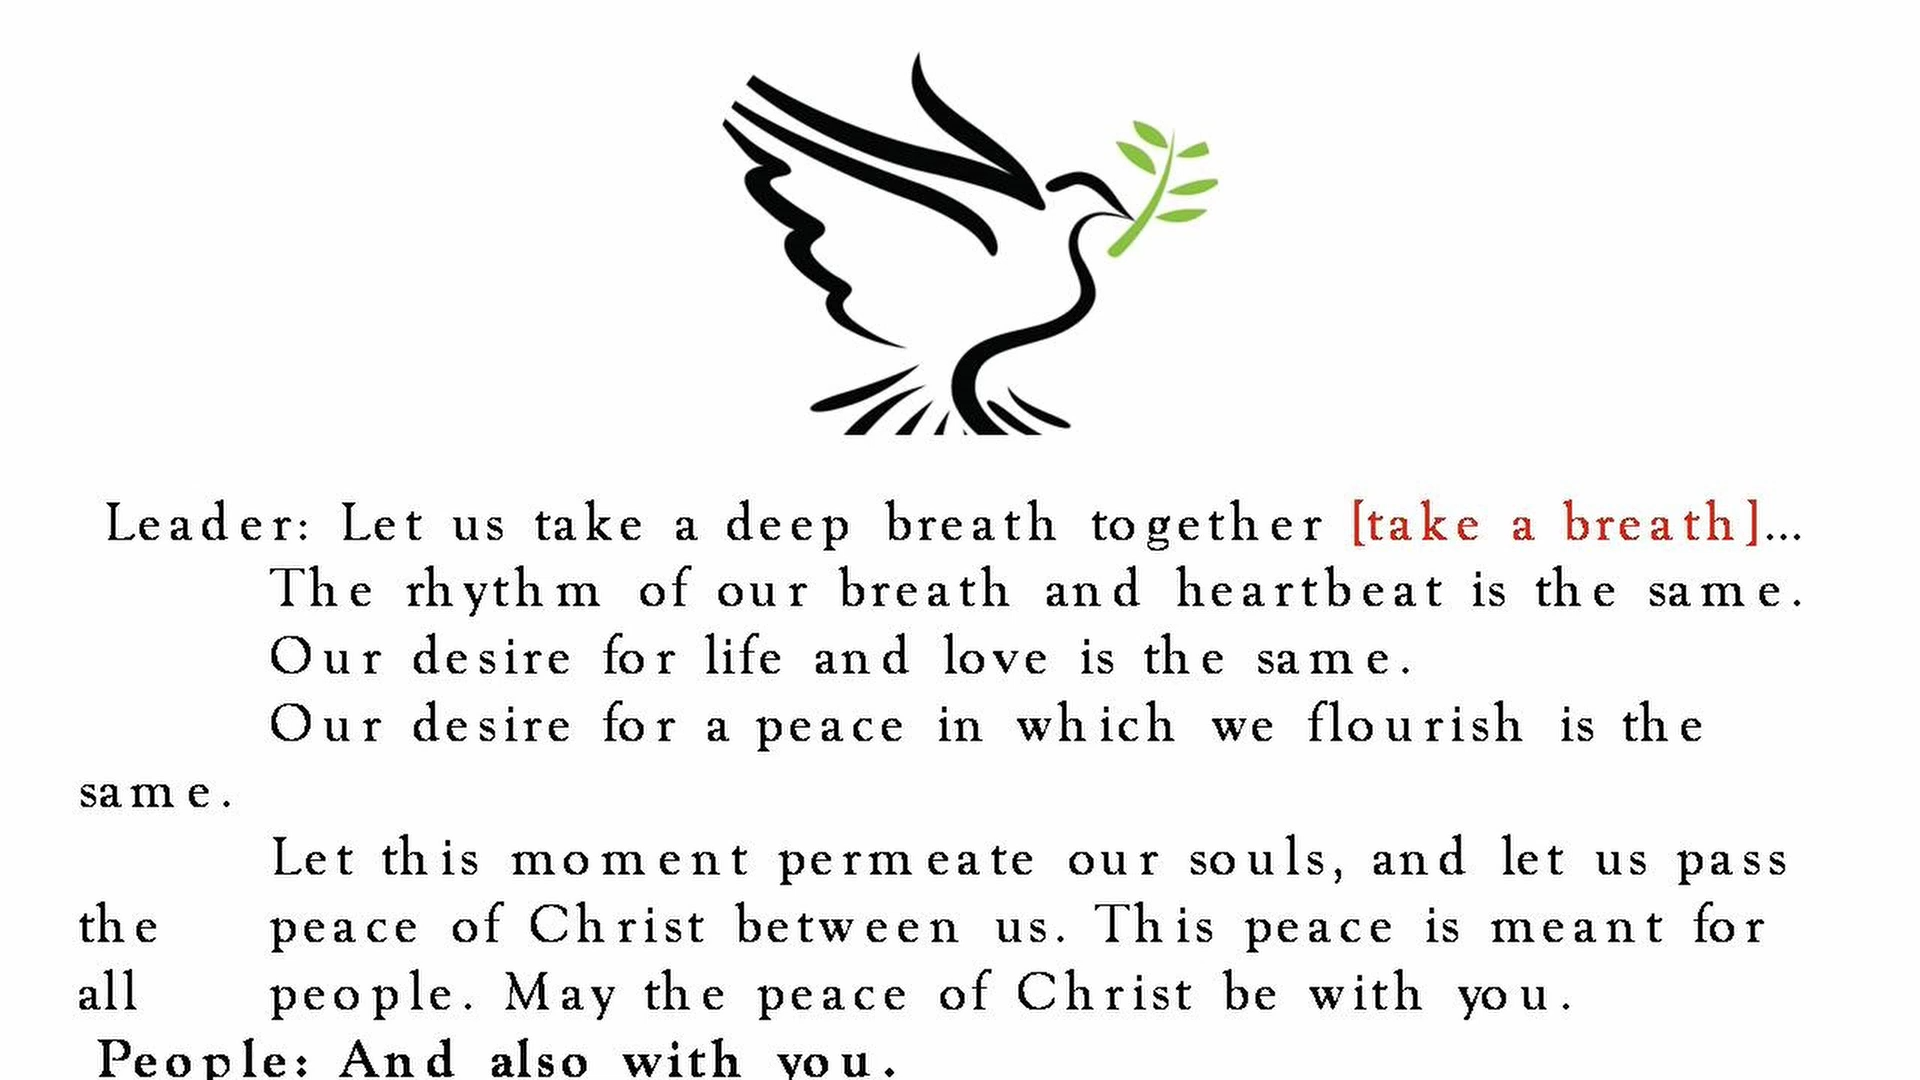 Leader: Let us take a deep breath together [take a breath]...
The rhythm of our breath and heartbeat is the same.
Our desire for life and love is the same.
Our desire for a peace in which we flourish is the
same.
Let this moment permeate our souls, and let us pass
the peace of Christ between us. This peace is meant for
all people. May the peace of Christ be with you.
People: And also with you.